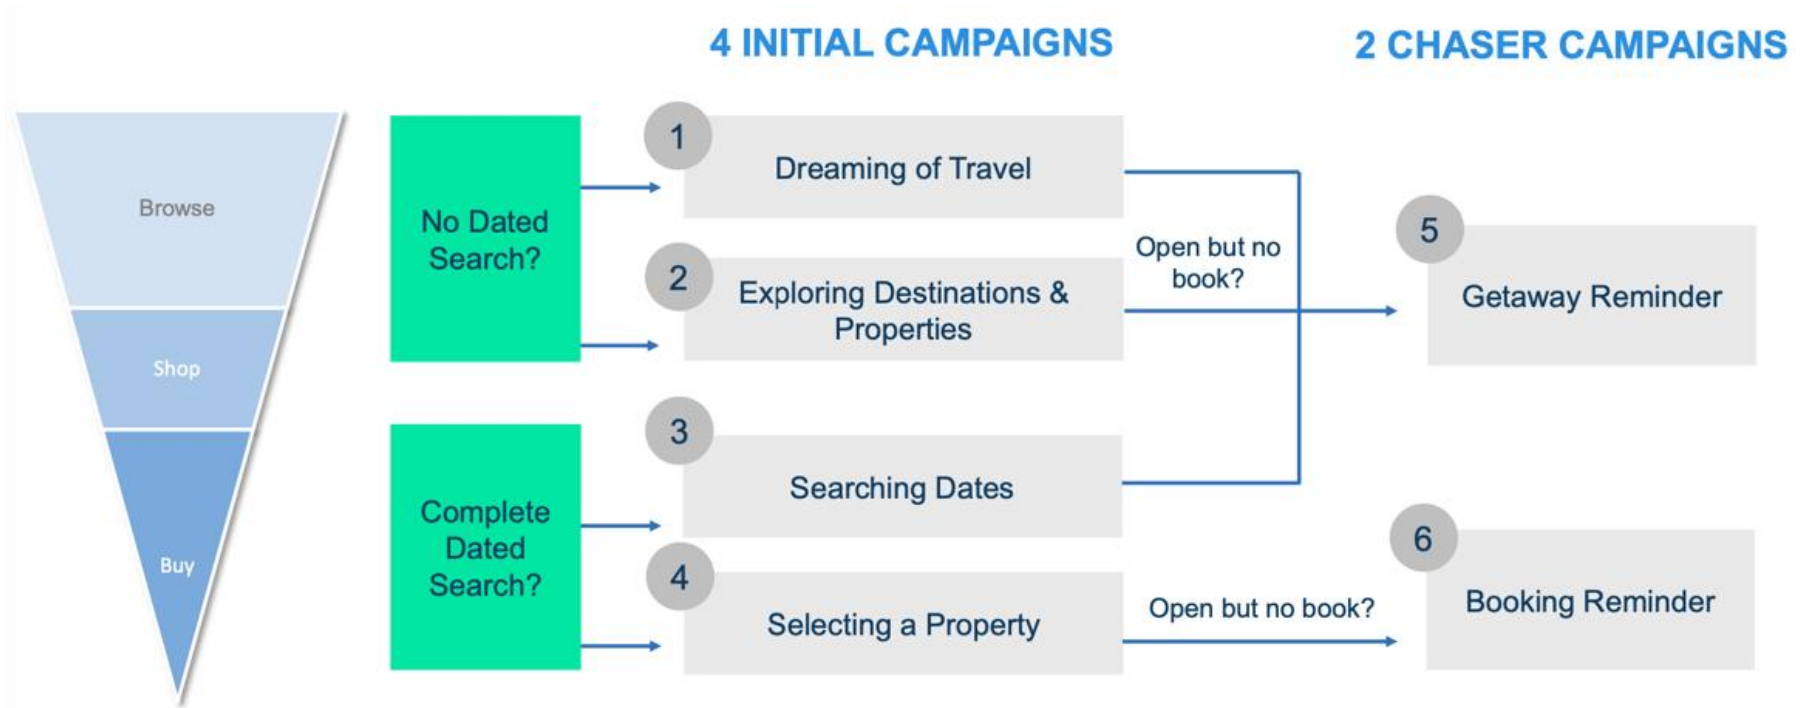 4 INITIAL CAMPAIGNS
2 CHASER CAMPAIGNS
Browse
Shop
Buy
No Dated
Search?
Complete
Dated
Search?
1
Dreaming of Travel
2
Exploring Destinations &
Properties
3
Searching Dates
4
Selecting a Property
Open but no
book?
Open but no book?
5
Getaway Reminder
6
Booking Reminder